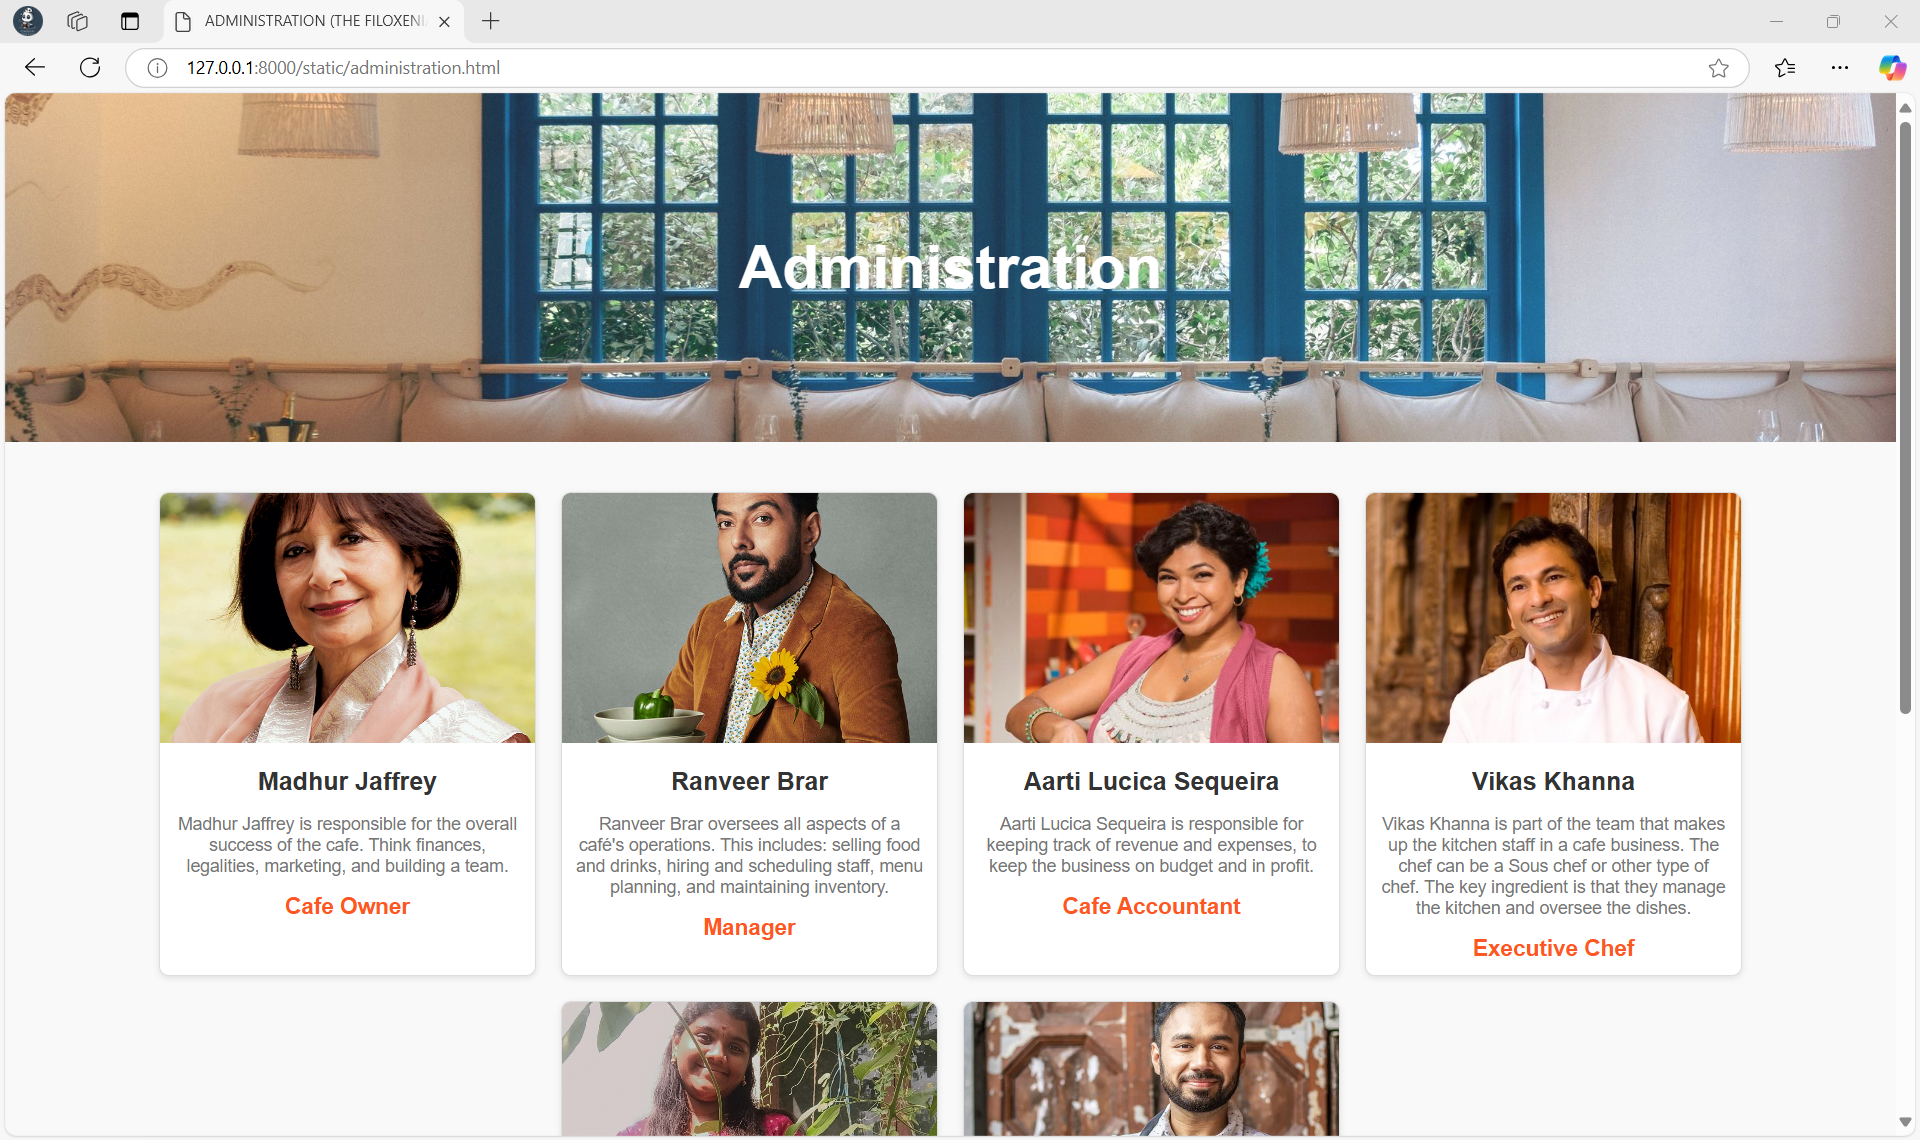 ADMINISTRATION (THE FILOXENI
127.0.0.1:8000/static/administration.html
Administration
Madhur Jaffrey
Madhur Jaffrey is responsible for the overall
success of the cafe. Think finances,
legalities, marketing, and building a team.
Cafe Owner
Ranveer Brar
Ranveer Brar oversees all aspects of a
café's operations. This includes: selling food
and drinks, hiring and scheduling staff, menu
planning, and maintaining inventory.
Manager
Aarti Lucica Sequeira
Aarti Lucica Sequeira is responsible for
keeping track of revenue and expenses, to
keep the business on budget and in profit.
Cafe Accountant
Vikas Khanna
Vikas Khanna is part of the team that makes
up the kitchen staff in a cafe business. The
chef can be a Sous chef or other type of
chef. The key ingredient is that they manage
the kitchen and oversee the dishes.
Executive Chef